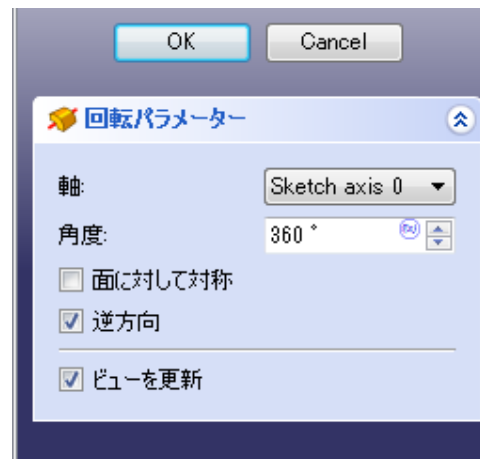 OK Cancel
回転パラメーター
軸: Sketch axis 0
角度: 360 °
面に対して対称
逆方向
ビューを更新